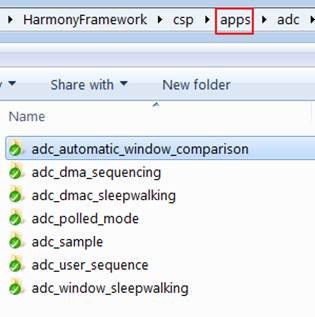 HarmonyFramework csp apps adc
Share with New folder
Name
adc_automatic_window_comparison
adc_dma_sequencing
adc_dmac_sleepwalking
adc_polled_mode
adc_sample
adc_user_sequence
adc_window_sleepwalking